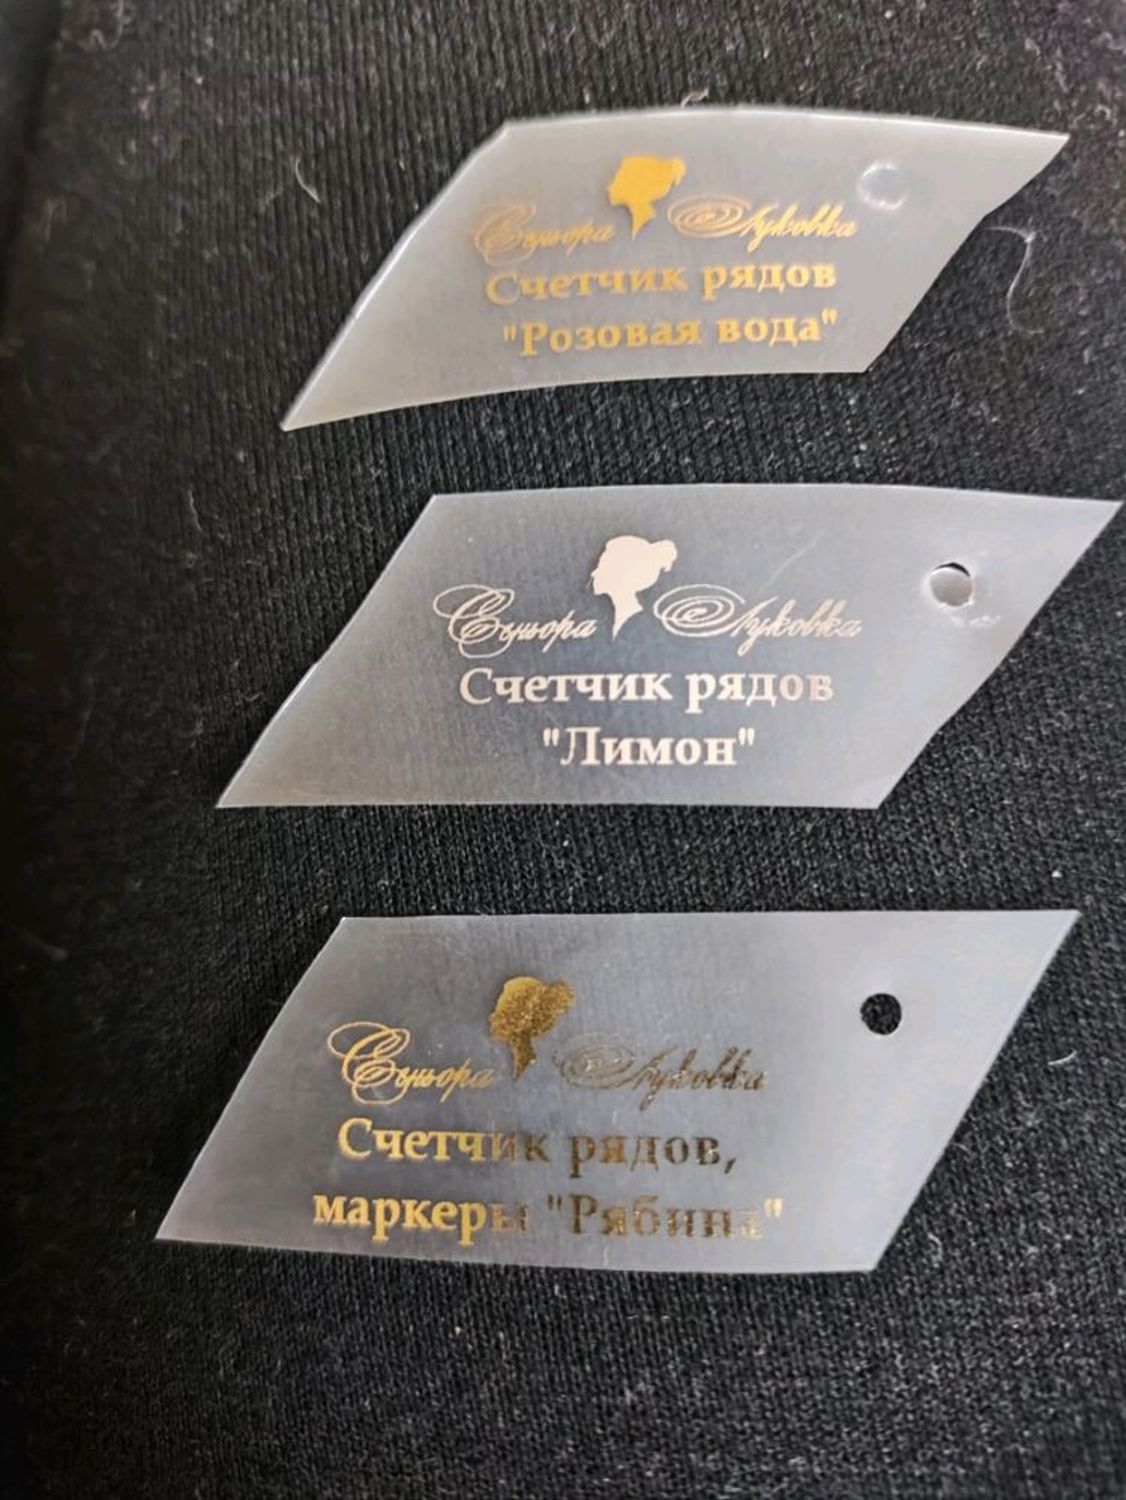 Сеньора Луковка
Счетчик рядов
"Розовая вода"
Сеньора Луковка
Счетчик рядов
"Лимон"
Сеньора Луковка
Счетчик рядов,
маркеры "Рябина"